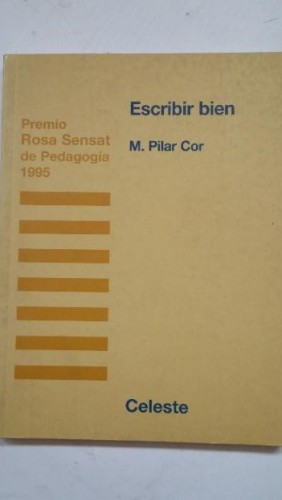 Escribir bien
M. Pilar Cor
Premio
Rosa Sensat
de Pedagogía
1995
Celeste